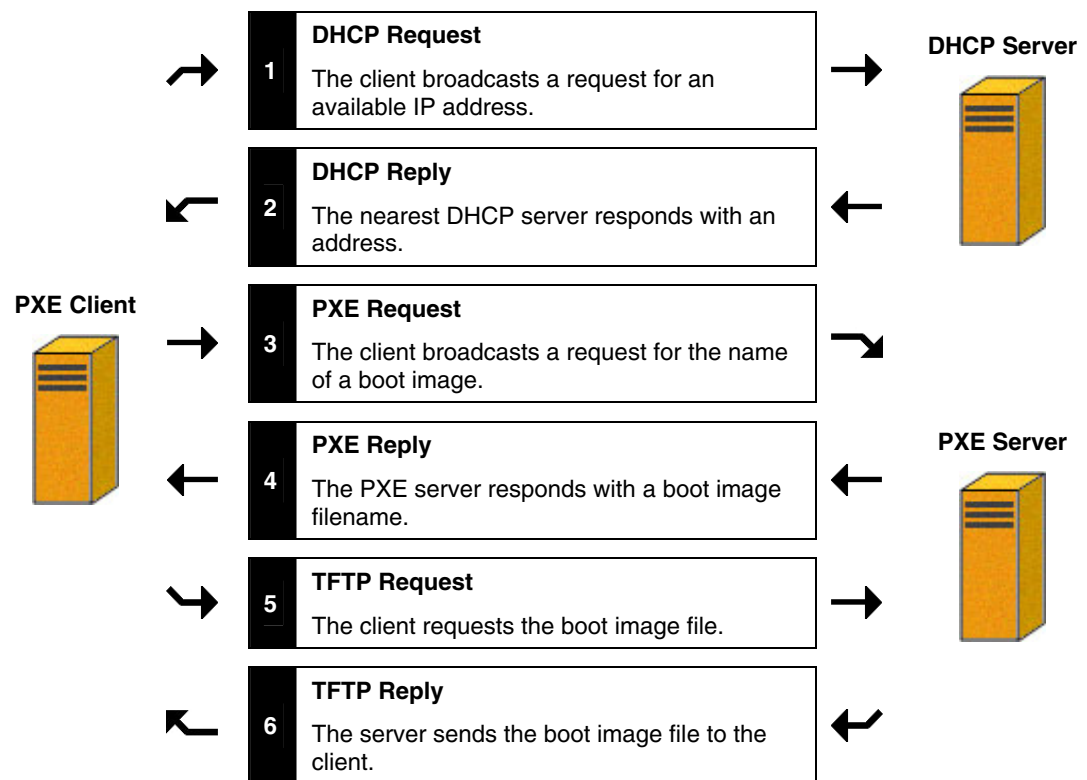 DHCP Request
DHCP Server
1
The client broadcasts a request for an
available IP address.
DHCP Reply
2
The nearest DHCP server responds with an
address.
PXE Client
PXE Request
3
The client broadcasts a request for the name
of a boot image.
PXE Reply
PXE Server
4
The PXE server responds with a boot image
filename.
TFTP Request
5
The client requests the boot image file.
TFTP Reply
6
The server sends the boot image file to the
client.